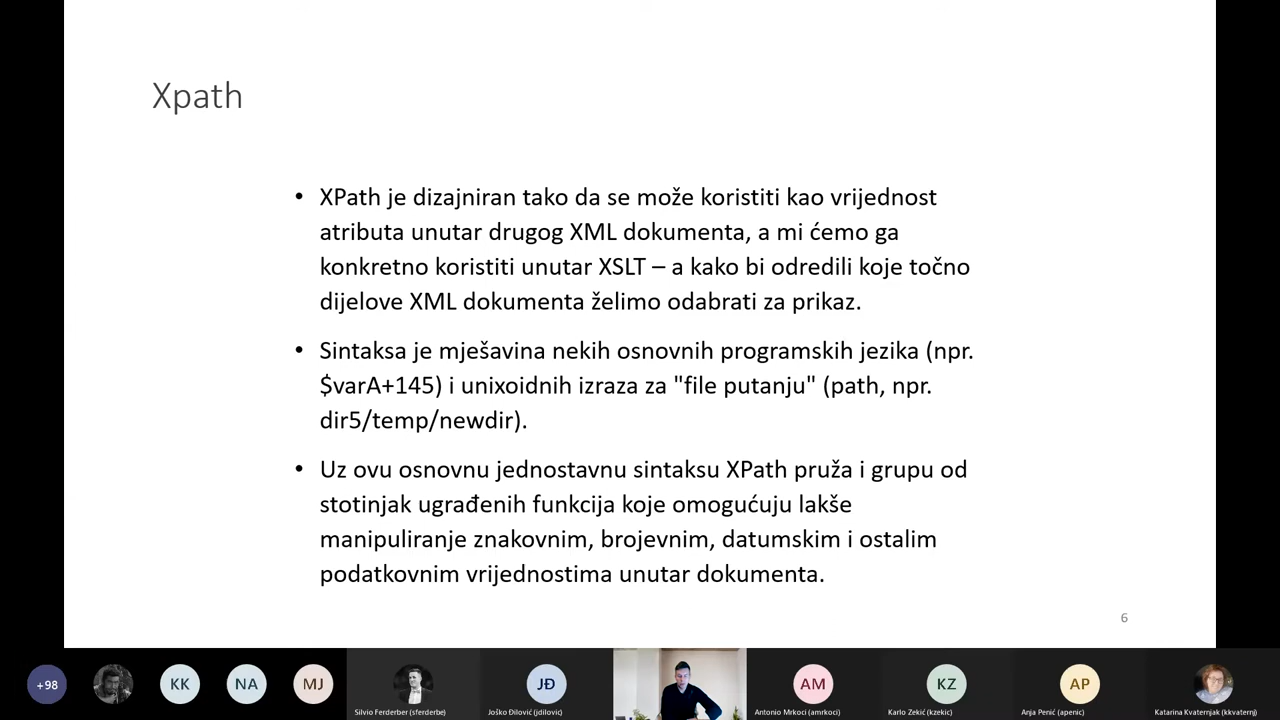 Xpath
• XPath je dizajniran tako da se može koristiti kao vrijednost
atributa unutar drugog XML dokumenta, a mi ćemo ga
konkretno koristiti unutar XSLT – a kako bi odredili koje točno
dijelove XML dokumenta želimo odabrati za prikaz.
• Sintaksa je mješavina nekih osnovnih programskih jezika (npr.
$varA+145) i unixoidnih izraza za "file putanju" (path, npr.
dir5/temp/newdir).
• Uz ovu osnovnu jednostavnu sintaksu XPath pruža i grupu od
stotinjak ugrađenih funkcija koje omogućuju lakše
manipuliranje znakovnim, brojevnim, datumskim i ostalim
podatkovnim vrijednostima unutar dokumenta.
6
+98
KK
NA
MJ
JĐ
AM
KZ
AP
Silvio Ferderber (sferderbe)
Joško Đilović (jdilovic)
Antonio Mrkoci (amrkoci)
Karlo Zekić (kzekic)
Anja Penić (apenic)
Katarina Kvaternjak (kkvaternj)